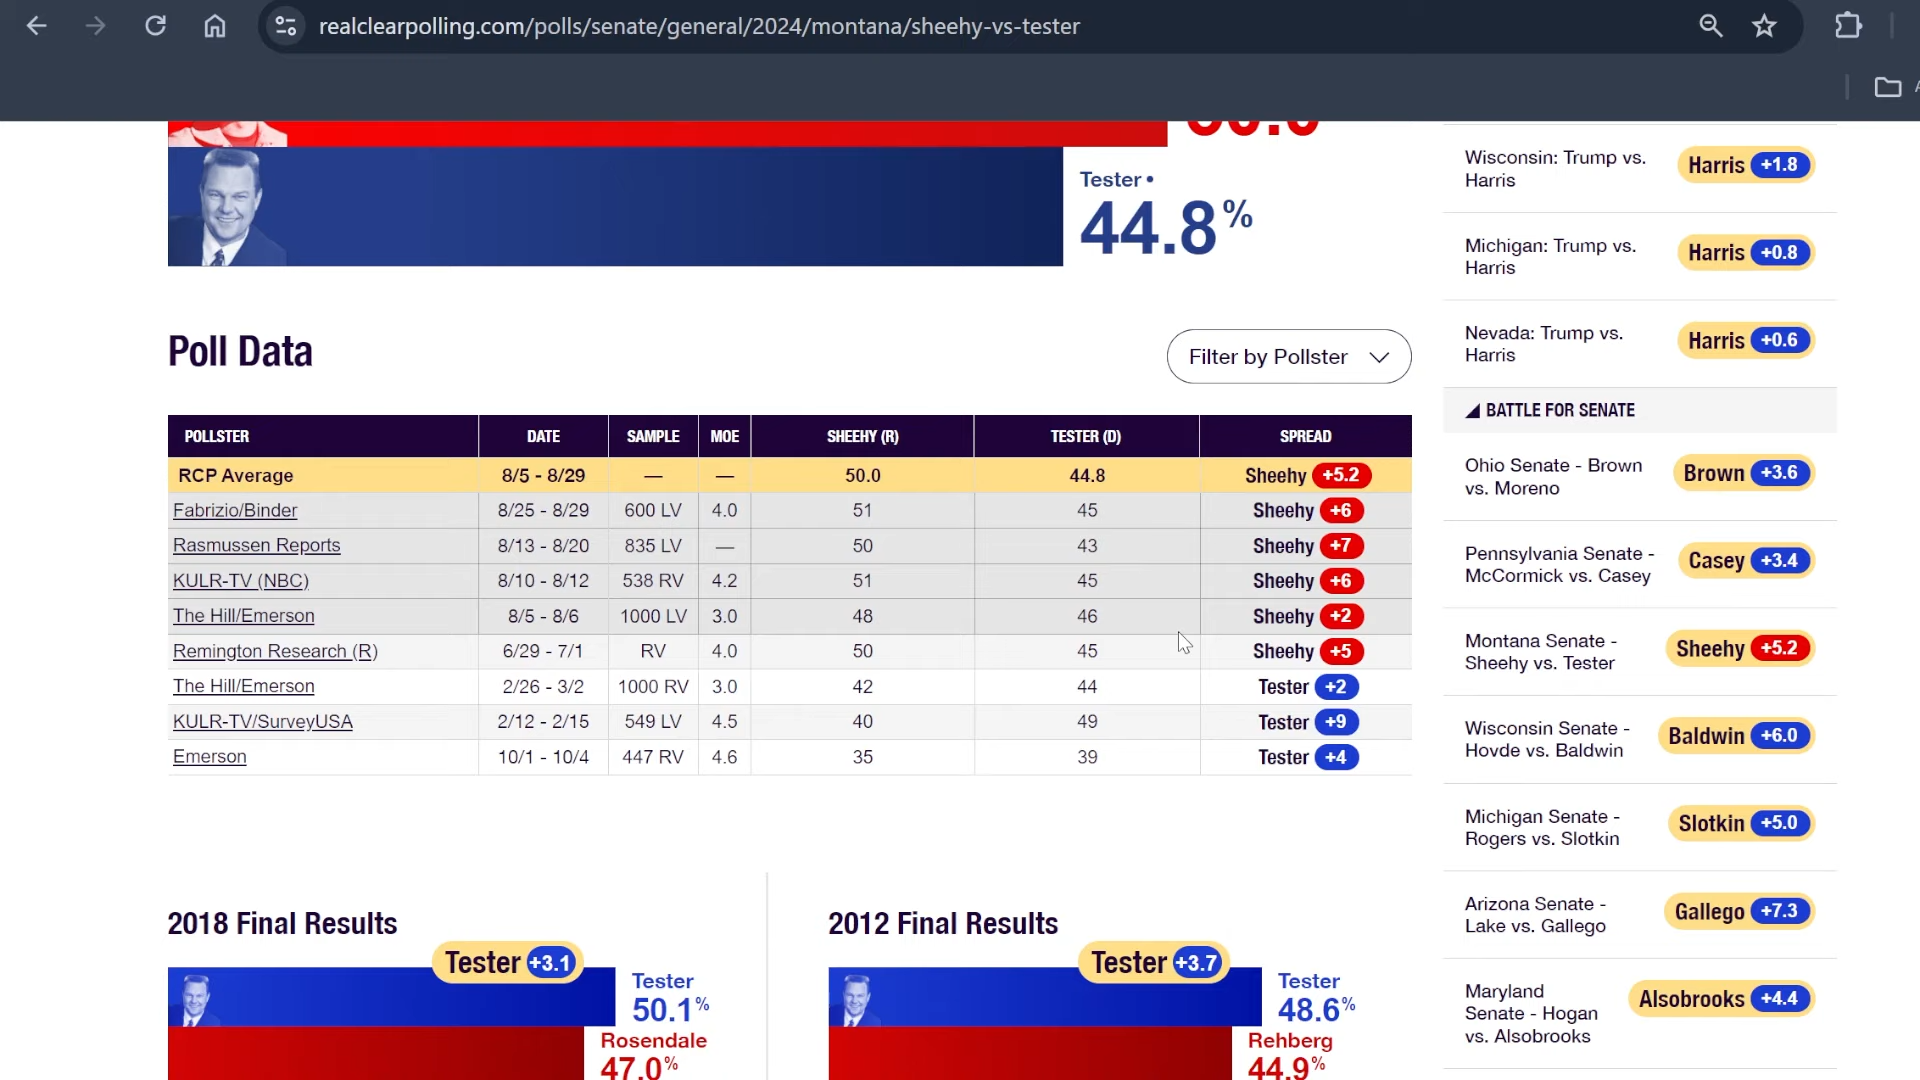 realclearpolling.com/polls/senate/general/2024/montana/sheehy-vs-tester
Tester •
44.8%
Poll Data
Filter by Pollster
POLLSTER DATE SAMPLE MOE SHEEHY (R) TESTER (D) SPREAD
RCP Average 8/5 - 8/29 — — 50.0 44.8 Sheehy +5.2
Fabrizio/Binder 8/25 - 8/29 600 LV 4.0 51 45 Sheehy +6
Rasmussen Reports 8/13 - 8/20 835 LV — 50 43 Sheehy +7
KULR-TV (NBC) 8/10 - 8/12 538 RV 4.2 51 45 Sheehy +6
The Hill/Emerson 8/5 - 8/6 1000 LV 3.0 48 46 Sheehy +2
Remington Research (R) 6/29 - 7/1 RV 4.0 50 45 Sheehy +5
The Hill/Emerson 2/26 - 3/2 1000 RV 3.0 42 44 Tester +2
KULR-TV/SurveyUSA 2/12 - 2/15 549 LV 4.5 40 49 Tester +9
Emerson 10/1 - 10/4 447 RV 4.6 35 39 Tester +4
2018 Final Results
Tester +3.1
Tester
50.1%
Rosendale
47.0%
2012 Final Results
Tester +3.7
Tester
48.6%
Rehberg
44.9%
Wisconsin: Trump vs.
Harris
Harris +1.8
Michigan: Trump vs.
Harris
Harris +0.8
Nevada: Trump vs.
Harris
Harris +0.6
BATTLE FOR SENATE
Ohio Senate - Brown
vs. Moreno
Brown +3.6
Pennsylvania Senate -
McCormick vs. Casey
Casey +3.4
Montana Senate -
Sheehy vs. Tester
Sheehy +5.2
Wisconsin Senate -
Hovde vs. Baldwin
Baldwin +6.0
Michigan Senate -
Rogers vs. Slotkin
Slotkin +5.0
Arizona Senate -
Lake vs. Gallego
Gallego +7.3
Maryland
Senate - Hogan
vs. Alsobrooks
Alsobrooks +4.4